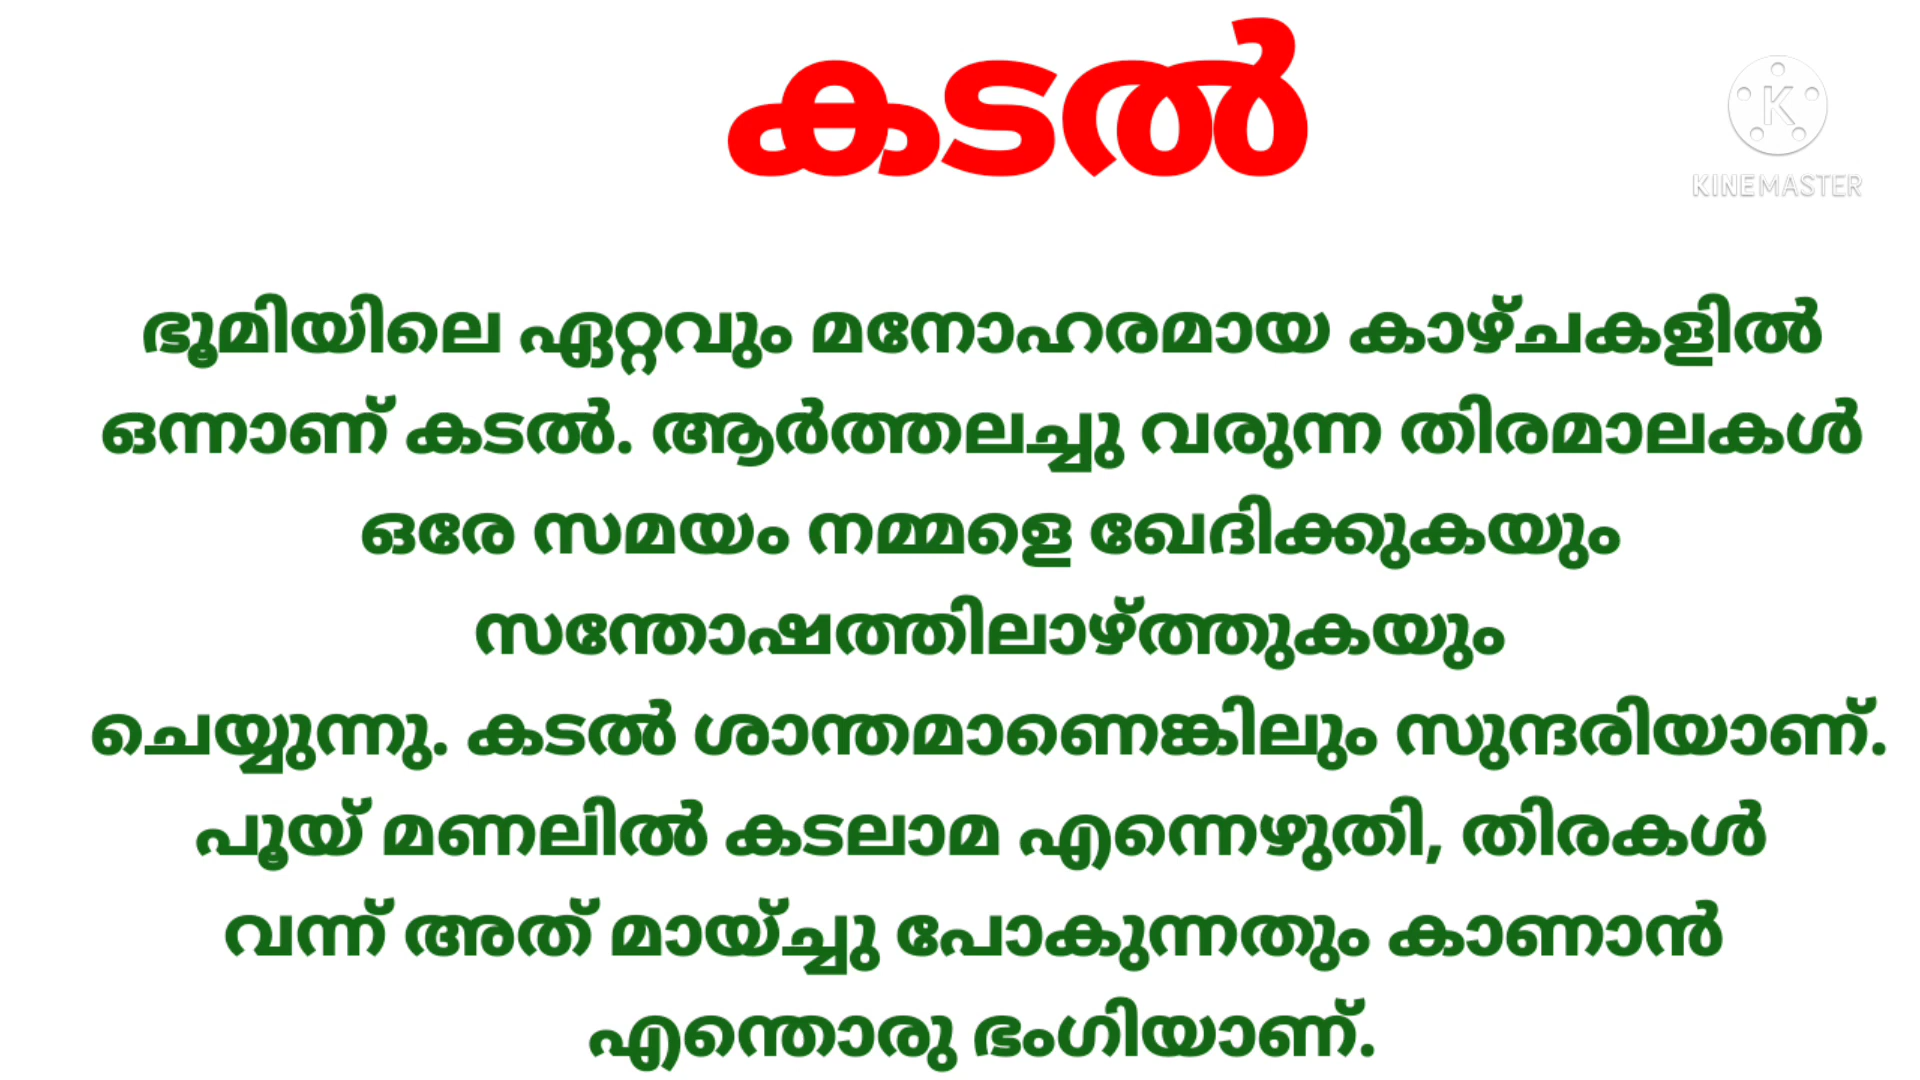 കടൽ
KINEMASTER
ഭൂമിയിലെ ഏറ്റവും മനോഹരമായ കാഴ്ചകളിൽ
ഒന്നാണ് കടൽ. ആർത്തലച്ചു വരുന്ന തിരമാലകൾ
ഒരേ സമയം നമ്മളെ ഖേദിക്കുകയും
സന്തോഷത്തിലാഴ്ത്തുകയും
ചെയ്യുന്നു. കടൽ ശാന്തമാണെങ്കിലും സുന്ദരിയാണ്.
പൂയ് മണലിൽ കടലാമ എന്നെഴുതി, തിരകൾ
വന്ന് അത് മായ്ച്ചു പോകുന്നതും കാണാൻ
എന്തൊരു ഭംഗിയാണ്.